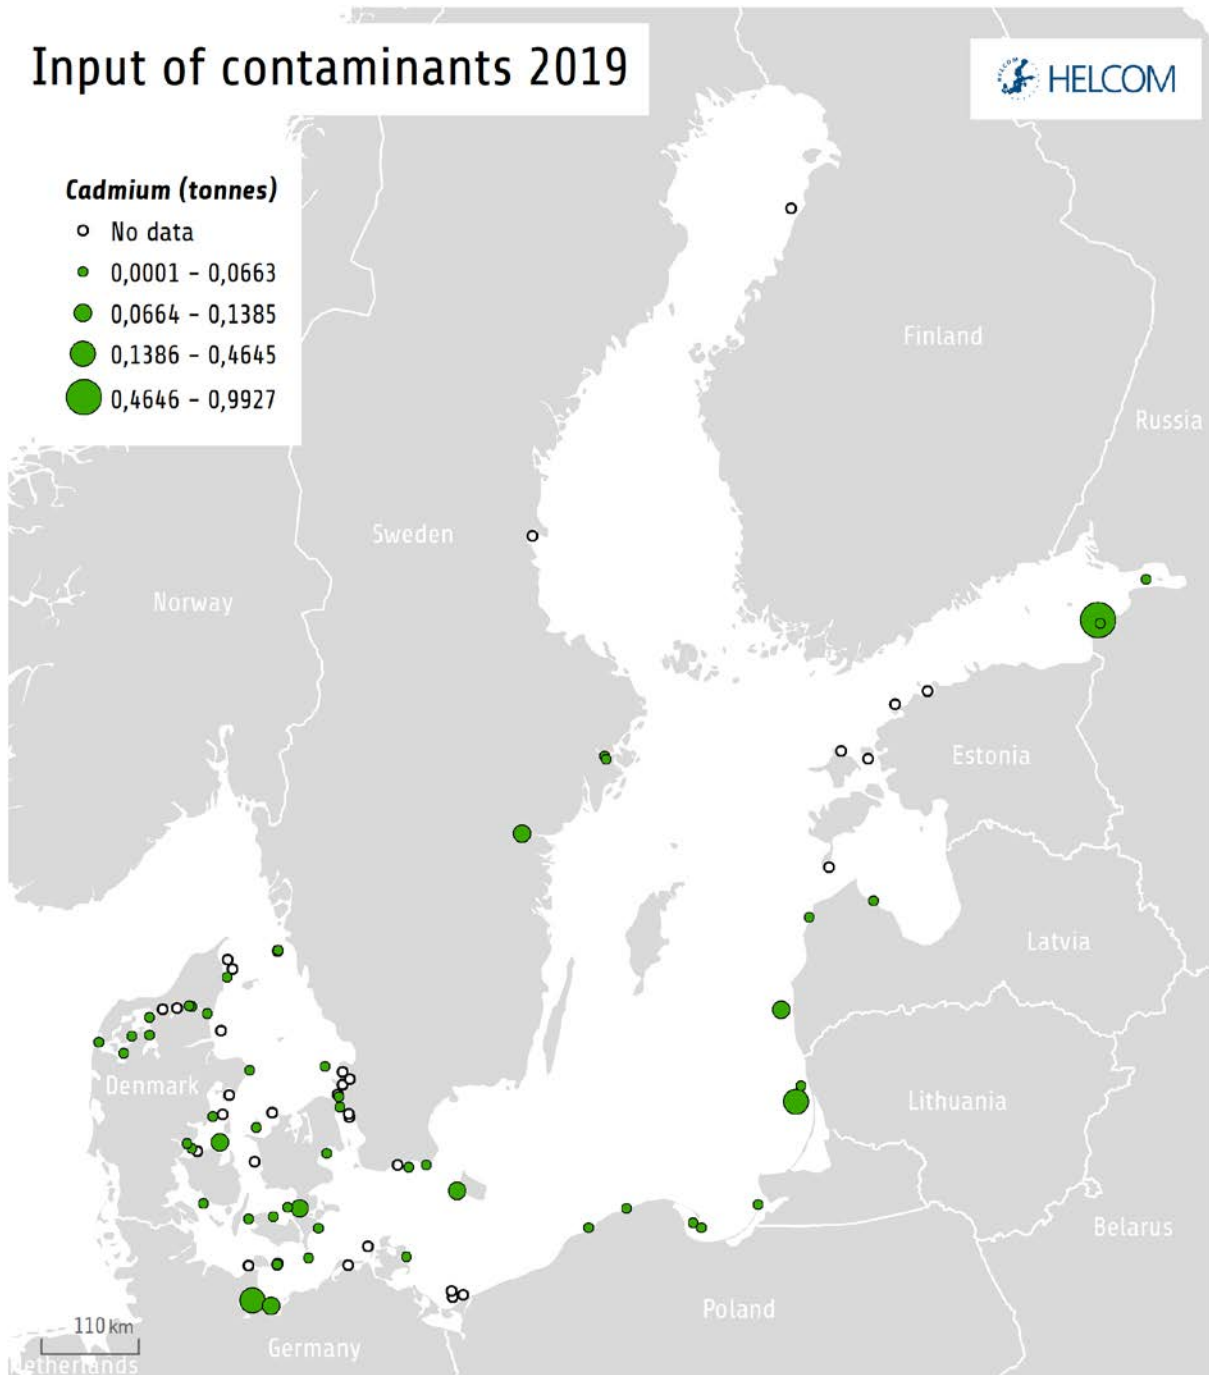 Input of contaminants 2019
HELCOM
HELCOM
Cadmium (tonnes)
No data
0,0001 - 0,0663
0,0664 - 0,1385
0,1386 - 0,4645
0,4646 - 0,9927
Finland
Russia
Sweden
Norway
Estonia
Latvia
Denmark
Lithuania
Belarus
Poland
110 km
Germany
Netherlands